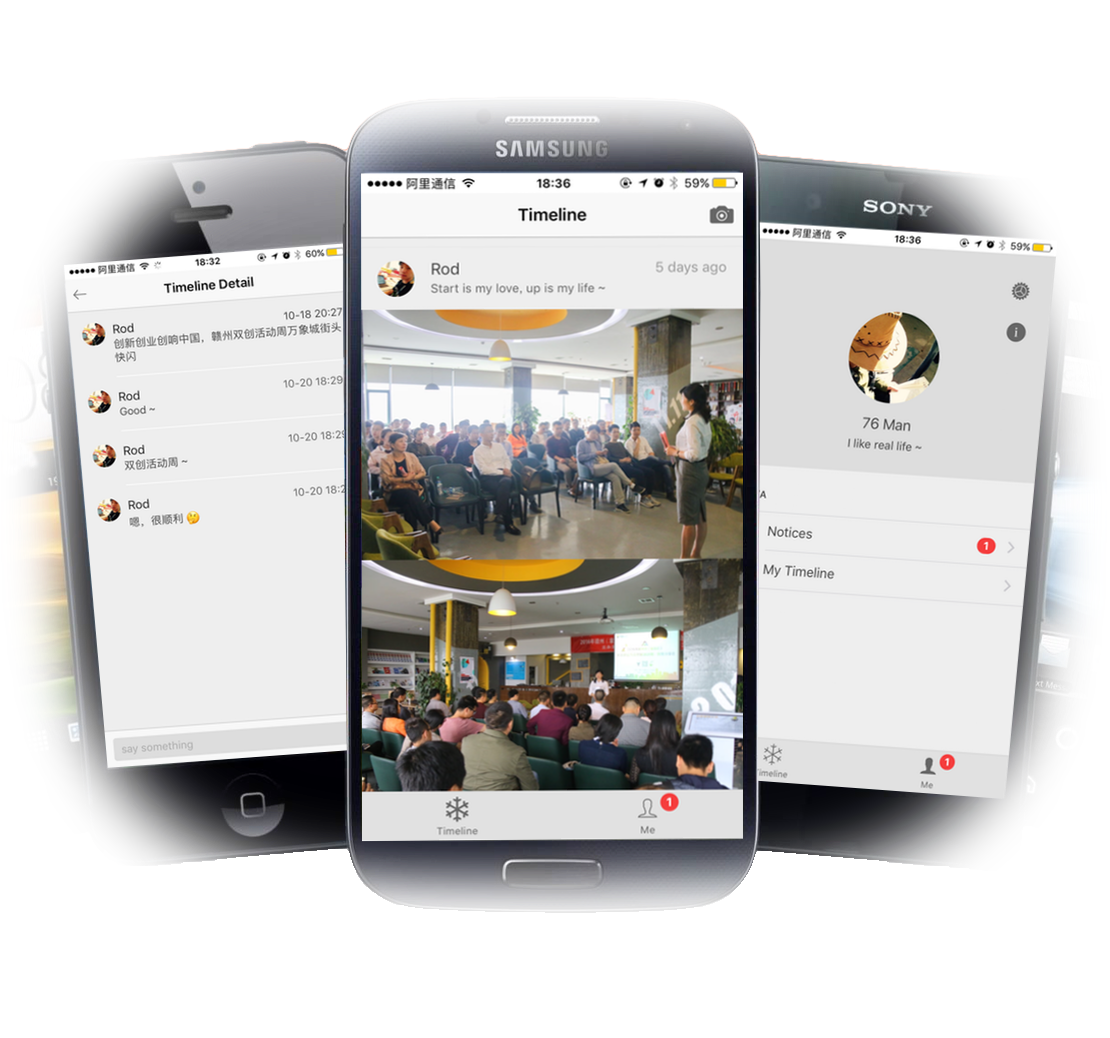 SAMSUNG
SONY
阿里通信 18:32 60%
Timeline Detail
Rod 10-18 20:27
创新创业创响中国，赣州双创活动周万象城街头
快闪
Rod 10-20 18:29
Good ~
Rod 10-20 18:29
双创活动周 ~
Rod 10-20 18:2
嗯，很顺利 🤔
say something
阿里通信 18:36 59%
Timeline
Rod 5 days ago
Start is my love, up is my life ~
Timeline
Me 1
阿里通信 18:36 59%
76 Man
I like real life ~
A
Notices 1
My Timeline
imeline
Me 1